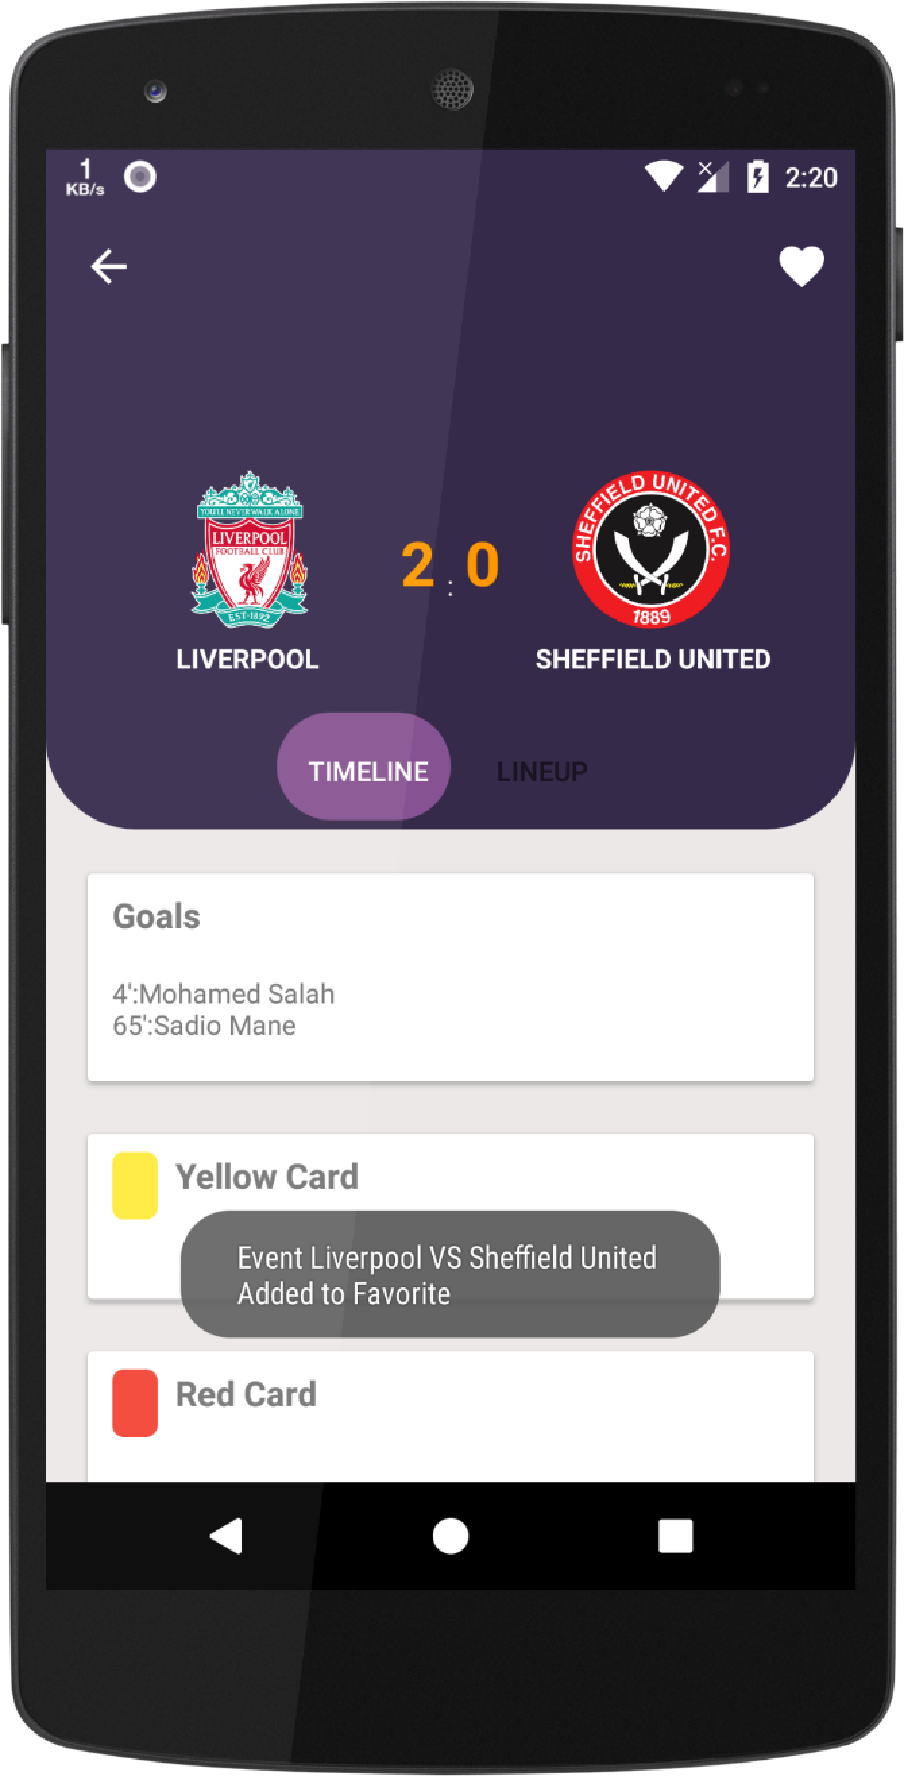 1
KB/s
2:20
YOU'LL NEVER WALK ALONE
LIVERPOOL
FOOTBALL CLUB
EST·1892
2 : 0
SHEFFIELD UNITED F.C.
1889
LIVERPOOL
SHEFFIELD UNITED
TIMELINE
LINEUP
Goals
4':Mohamed Salah
65':Sadio Mane
Yellow Card
Event Liverpool VS Sheffield United
Added to Favorite
Red Card